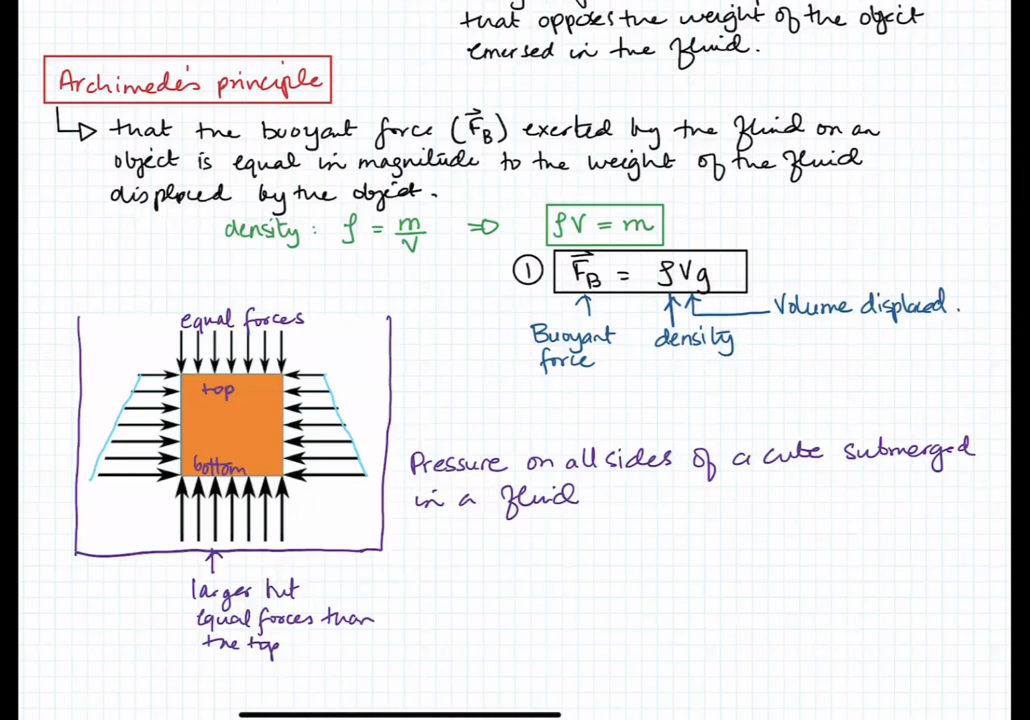 that opposes the weight of the object
emersed in the fluid.
Archimede's principle
that the buoyant force (F⃗_B) exerted by the fluid on an
object is equal in magnitude to the weight of the fluid
displaced by the object.
density: ρ = m/V ⇒ ρV = m
① F⃗_B = ρVg
Volume displaced.
Buoyant
force
density
equal forces
top
bottom
Pressure on all sides of a cube submerged
in a fluid
larger but
equal forces than
the top